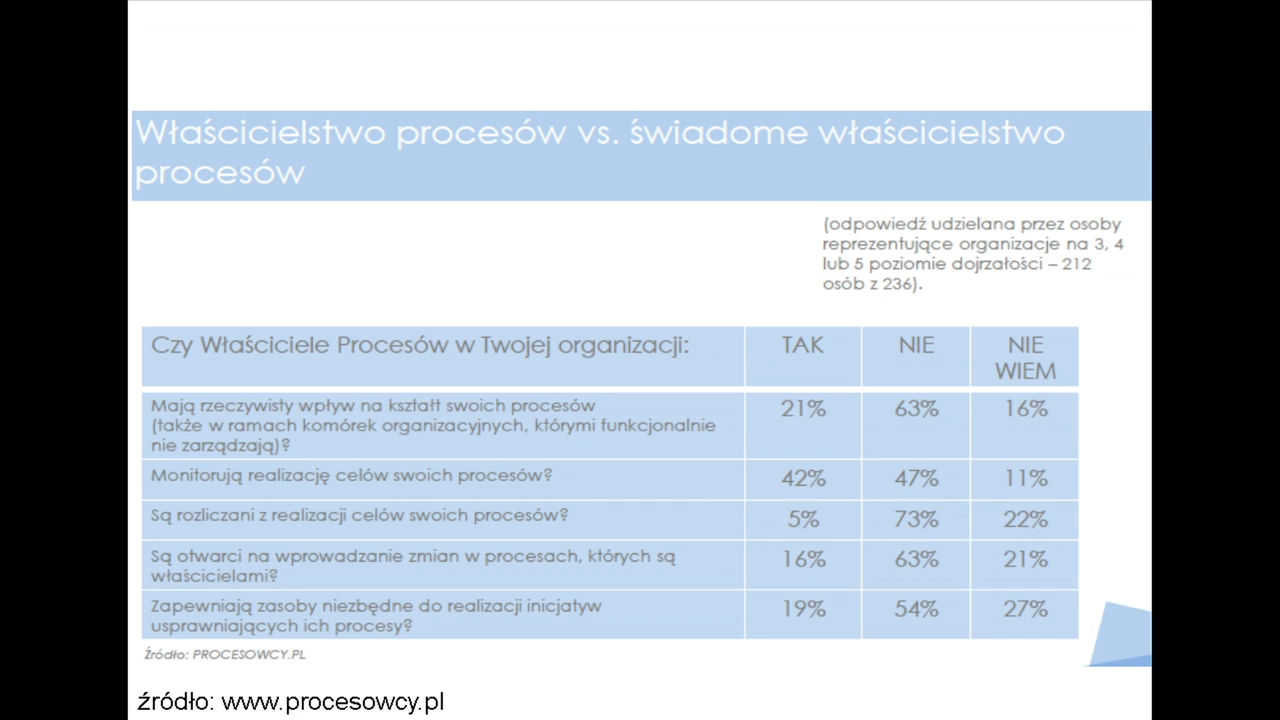 Właścicielstwo procesów vs. świadome właścicielstwo
procesów
(odpowiedź udzielana przez osoby
reprezentujące organizacje na 3, 4
lub 5 poziomie dojrzałości – 212
osób z 236).
Czy Właściciele Procesów w Twojej organizacji: TAK NIE NIE
WIEM
Mają rzeczywisty wpływ na kształt swoich procesów 21% 63% 16%
(także w ramach komórek organizacyjnych, którymi funkcjonalnie
nie zarządzają)?
Monitorują realizację celów swoich procesów? 42% 47% 11%
Są rozliczani z realizacji celów swoich procesów? 5% 73% 22%
Są otwarci na wprowadzanie zmian w procesach, których są 16% 63% 21%
właścicielami?
Zapewniają zasoby niezbędne do realizacji inicjatyw 19% 54% 27%
usprawniających ich procesy?
Źródło: PROCESOWCY.PL
źródło: www.procesowcy.pl